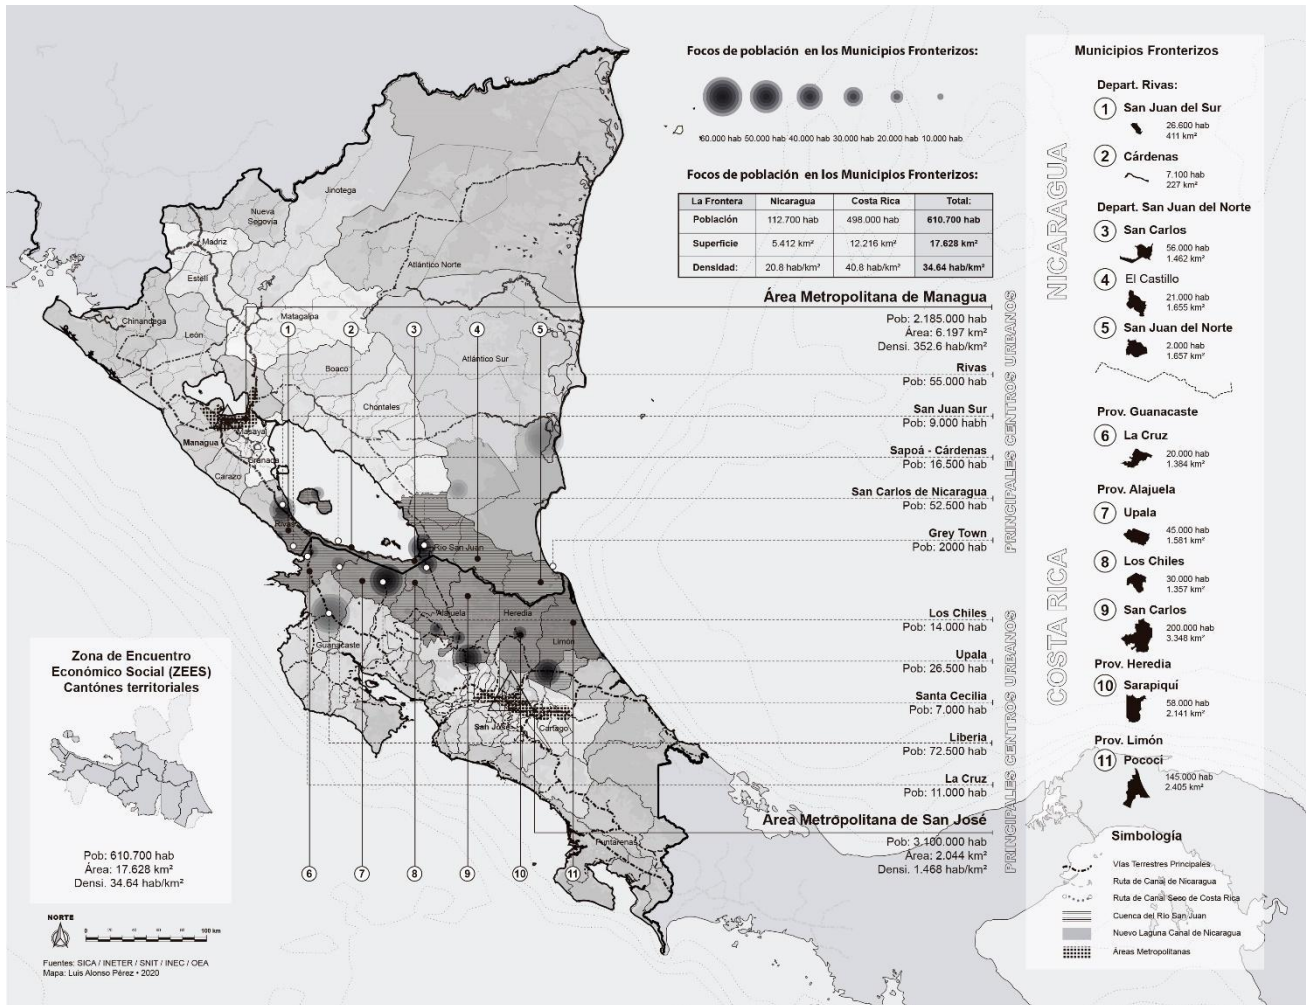 Focos de población en los Municipios Fronterizos:
60.000 hab 50.000 hab 40.000 hab 30.000 hab 20.000 hab 10.000 hab
Focos de población en los Municipios Fronterizos:
La Frontera Nicaragua Costa Rica Total:
Población 112.700 hab 498.000 hab 610.700 hab
Superficie 5.412 km² 12.216 km² 17.628 km²
Densidad: 20.8 hab/km² 40.8 hab/km² 34.64 hab/km²
Área Metropolitana de Managua
Pob: 2.185.000 hab
Área: 6.197 km²
Densi. 352.6 hab/km²
Rivas
Pob: 55.000 hab
San Juan Sur
Pob: 9.000 habh
Sapoá - Cárdenas
Pob: 16.500 hab
San Carlos de Nicaragua
Pob: 52.500 hab
Grey Town
Pob: 2000 hab
Los Chiles
Pob: 14.000 hab
Upala
Pob: 26.500 hab
Santa Cecilia
Pob: 7.000 hab
Liberia
Pob: 72.500 hab
La Cruz
Pob: 11.000 hab
Área Metropolitana de San José
Pob: 3.100.000 hab
Área: 2.044 km²
Densi. 1.468 hab/km²
PRINCIPALES CENTROS URBANOS
PRINCIPALES CENTROS URBANOS
Municipios Fronterizos
NICARAGUA
Depart. Rivas:
1 San Juan del Sur
26.600 hab
411 km²
2 Cárdenas
7.100 hab
227 km²
Depart. San Juan del Norte
3 San Carlos
56.000 hab
1.462 km²
4 El Castillo
21.000 hab
1.655 km²
5 San Juan del Norte
2.000 hab
1.657 km²
COSTA RICA
Prov. Guanacaste
6 La Cruz
20.000 hab
1.384 km²
Prov. Alajuela
7 Upala
45.000 hab
1.581 km²
8 Los Chiles
30.000 hab
1.357 km²
9 San Carlos
200.000 hab
3.348 km²
Prov. Heredia
10 Sarapiquí
58.000 hab
2.141 km²
Prov. Limón
11 Pococí
145.000 hab
2.405 km²
Simbología
Vías Terrestres Principales
Ruta de Canal de Nicaragua
Ruta de Canal Seco de Costa Rica
Cuenca del Río San Juan
Nuevo Laguna Canal de Nicaragua
Áreas Metropolitanas
Jinotega
Nueva
Segovia
Madriz
Atlántico Norte
Estelí
Chinandega
León
Matagalpa
1 2 3 4 5
Boaco
Atlántico Sur
Chontales
Managua
Masaya
Granada
Carazo
Rivas
Río San Juan
Alajuela
Heredia
Limón
Guanacaste
San José
Cartago
Puntarenas
6 7 8 9 10 11
Zona de Encuentro
Económico Social (ZEES)
Cantónes territoriales
Pob: 610.700 hab
Área: 17.628 km²
Densi. 34.64 hab/km²
NORTE
100 km
Fuentes: SICA / INETER / SNIT / INEC / OEA
Mapa: Luis Alonso Pérez • 2020